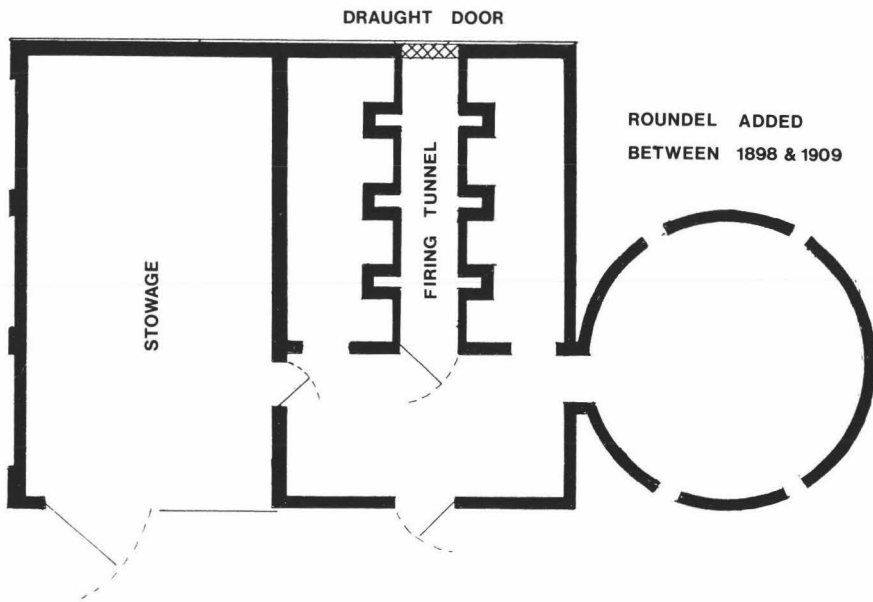 DRAUGHT DOOR
ROUNDEL ADDED
BETWEEN 1898 & 1909
STOWAGE
FIRING TUNNEL